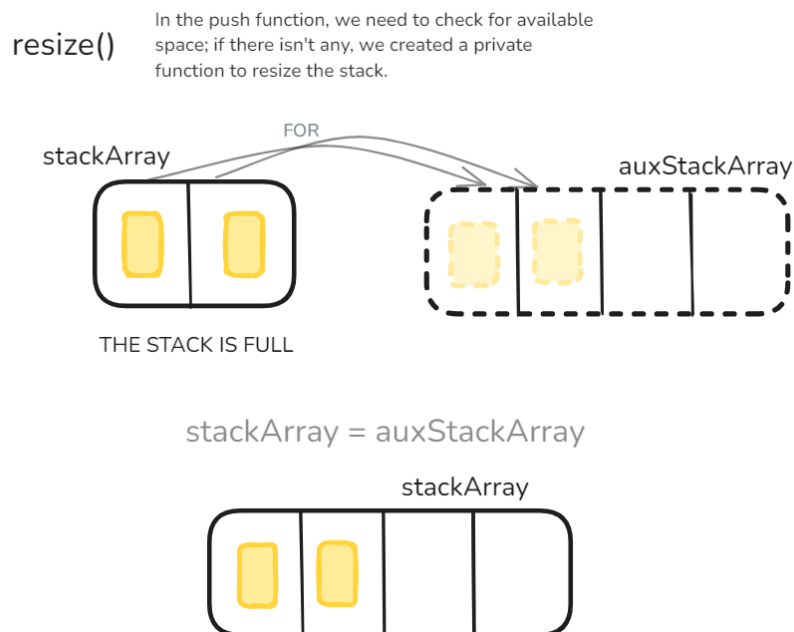 resize()
In the push function, we need to check for available
space; if there isn't any, we created a private
function to resize the stack.
FOR
stackArray
auxStackArray
THE STACK IS FULL
stackArray = auxStackArray
stackArray